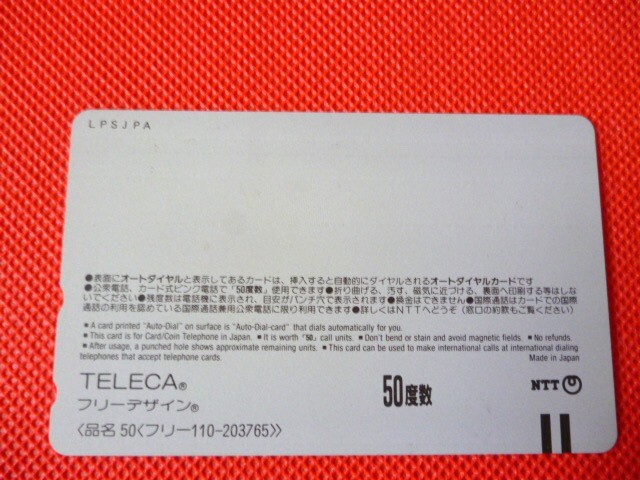 LPSJPA
●表面にオートダイヤルと表示してあるカードは、挿入すると自動的にダイヤルされるオートダイヤルカードです
●公衆電話、カード式ピンク電話で「50度数」使用できます●折り曲げる、汚す、磁気に近づける、裏面へ印刷する等はしな
いでください●残度数は電話機に表示され、目安がパンチ穴で表示されます●換金はできません●国際通話はカードでの国際
通話の利用を認めている国際通話兼用公衆電話に限り利用できます●詳しくはNTTへどうぞ（窓口の約款もご覧ください）
■A card printed "Auto-Dial" on surface is "Auto-Dial-card" that dials automatically for you.
■This card is for Card/Coin Telephone in Japan. ■It is worth "50" call units. ■Don't bend or stain and avoid magnetic fields. ■No refunds.
■After usage, a punched hole shows approximate remaining units. ■This card can be used to make international calls at international dialing
telephones that accept telephone cards. Made in Japan
TELECA®
フリーデザイン®
50度数
NTT
〈品名 50〈フリー110-203765〉〉